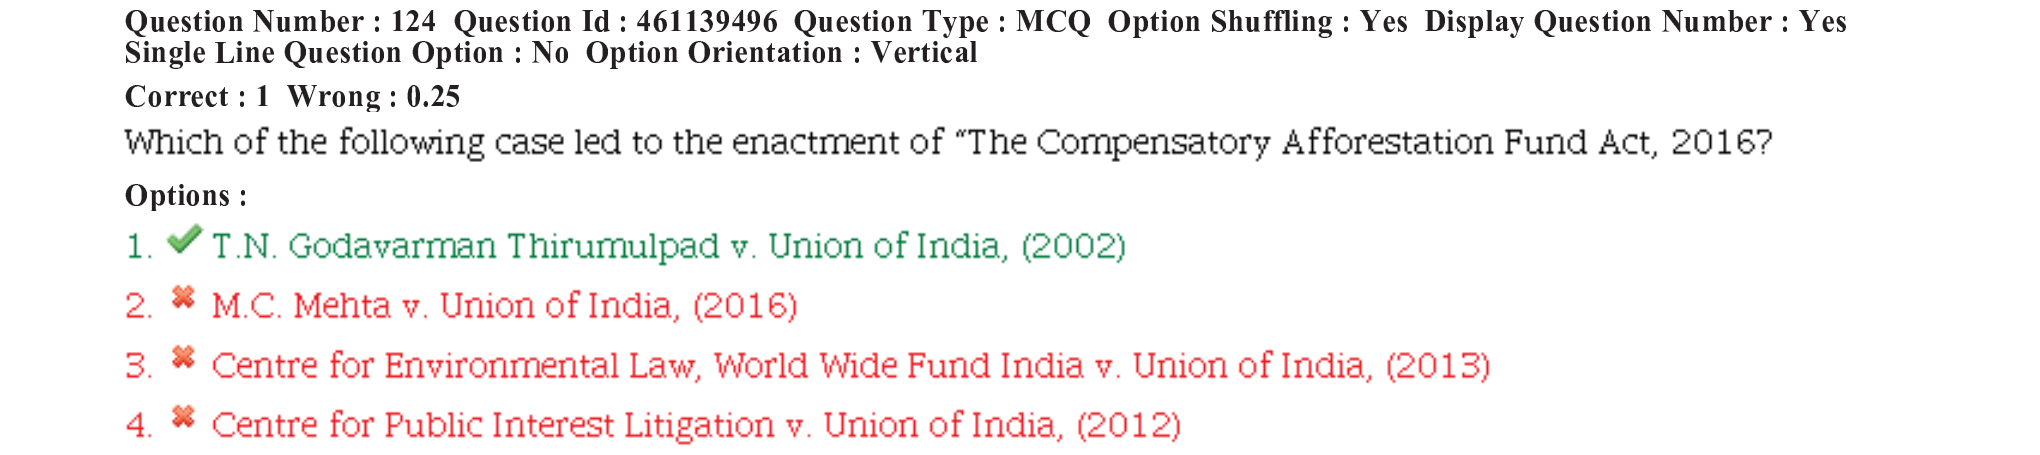 Question Number : 124 Question Id : 461139496 Question Type : MCQ Option Shuffling : Yes Display Question Number : Yes
Single Line Question Option : No Option Orientation : Vertical
Correct : 1 Wrong : 0.25
Which of the following case led to the enactment of “The Compensatory Afforestation Fund Act, 2016?
Options :
1. T.N. Godavarman Thirumulpad v. Union of India, (2002)
2. M.C. Mehta v. Union of India, (2016)
3. Centre for Environmental Law, World Wide Fund India v. Union of India, (2013)
4. Centre for Public Interest Litigation v. Union of India, (2012)